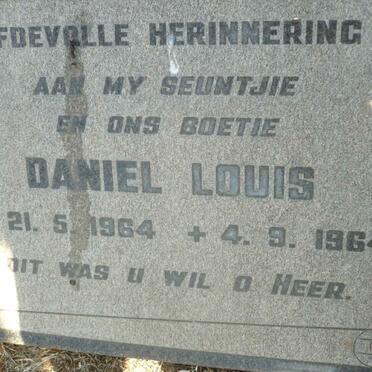 FDEVOLLE HERINNERING
AAN MY SEUNTJIE
EN ONS BOETIE
DANIEL LOUIS
21. 5. 1964 + 4. 9. 1964
DIT WAS U WIL O HEER.